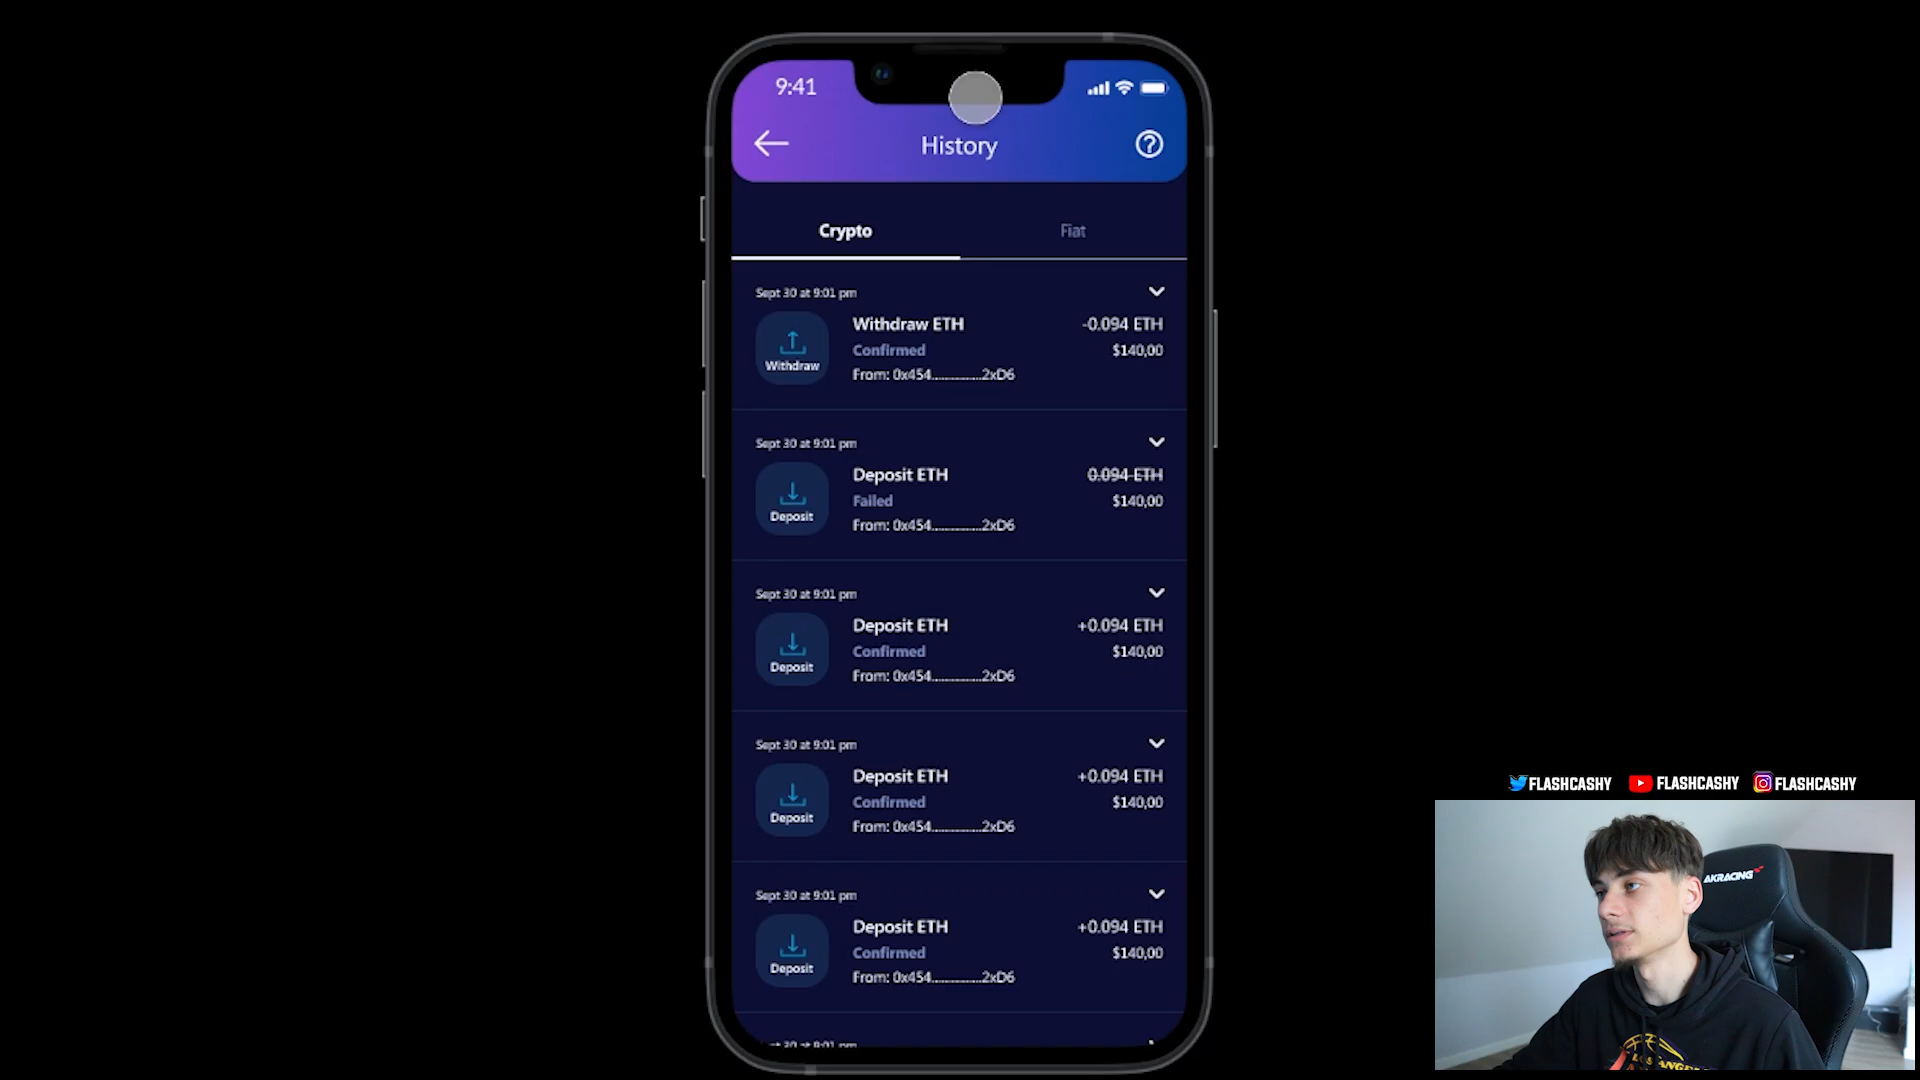 9:41
History
Crypto
Fiat
Sept 30 at 9:01 pm
Withdraw ETH
-0.094 ETH
Withdraw
Confirmed
$140,00
From: 0x454................2xD6
Sept 30 at 9:01 pm
Deposit ETH
0.094 ETH
Deposit
Failed
$140,00
From: 0x454................2xD6
Sept 30 at 9:01 pm
Deposit ETH
+0.094 ETH
Deposit
Confirmed
$140,00
From: 0x454................2xD6
Sept 30 at 9:01 pm
Deposit ETH
+0.094 ETH
Deposit
Confirmed
$140,00
From: 0x454................2xD6
Sept 30 at 9:01 pm
Deposit ETH
+0.094 ETH
Deposit
Confirmed
$140,00
From: 0x454................2xD6
FLASHCASHY FLASHCASHY FLASHCASHY
AKRACING